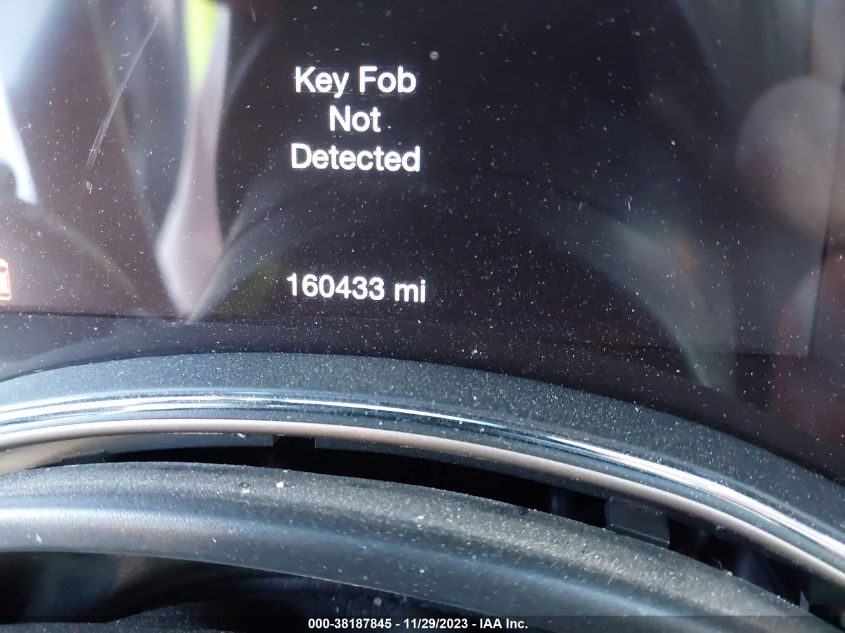 Key Fob
Not
Detected
160433 mi
000-38187845 - 11/29/2023 - IAA Inc.